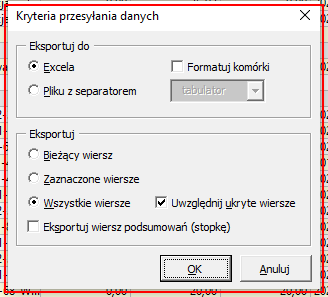 Kryteria przesyłania danych
Eksportuj do
Excela
Formatuj komórki
Pliku z separatorem
tabulator
Eksportuj
Bieżący wiersz
Zaznaczone wiersze
Wszystkie wiersze
Uwzględnij ukryte wiersze
Eksportuj wiersz podsumowań (stopkę)
OK
Anuluj